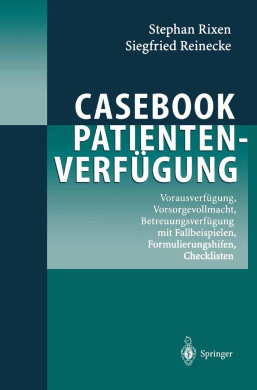 Stephan Rixen
Siegfried Reinecke
CASEBOOK
PATIENTEN-
VERFÜGUNG
Vorausverfügung,
Vorsorgevollmacht,
Betreuungsverfügung
mit Fallbeispielen,
Formulierungshifen,
Checklisten
Springer